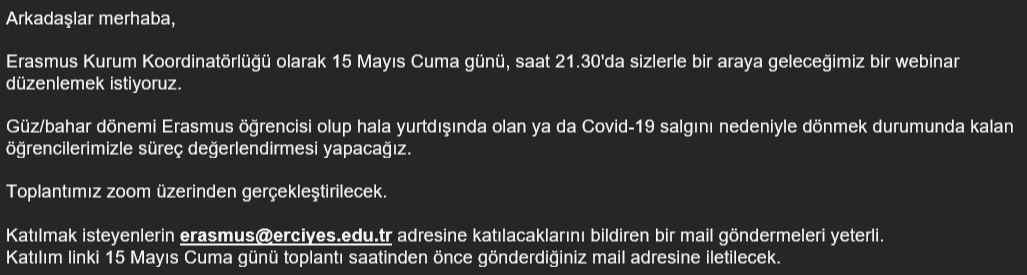 Arkadaşlar merhaba,
Erasmus Kurum Koordinatörlüğü olarak 15 Mayıs Cuma günü, saat 21.30'da sizlerle bir araya geleceğimiz bir webinar
düzenlemek istiyoruz.
Güz/bahar dönemi Erasmus öğrencisi olup hala yurtdışında olan ya da Covid-19 salgını nedeniyle dönmek durumunda kalan
öğrencilerimizle süreç değerlendirmesi yapacağız.
Toplantımız zoom üzerinden gerçekleştirilecek.
Katılmak isteyenlerin erasmus@erciyes.edu.tr adresine katılacaklarını bildiren bir mail göndermeleri yeterli.
Katılım linki 15 Mayıs Cuma günü toplantı saatinden önce gönderdiğiniz mail adresine iletilecek.